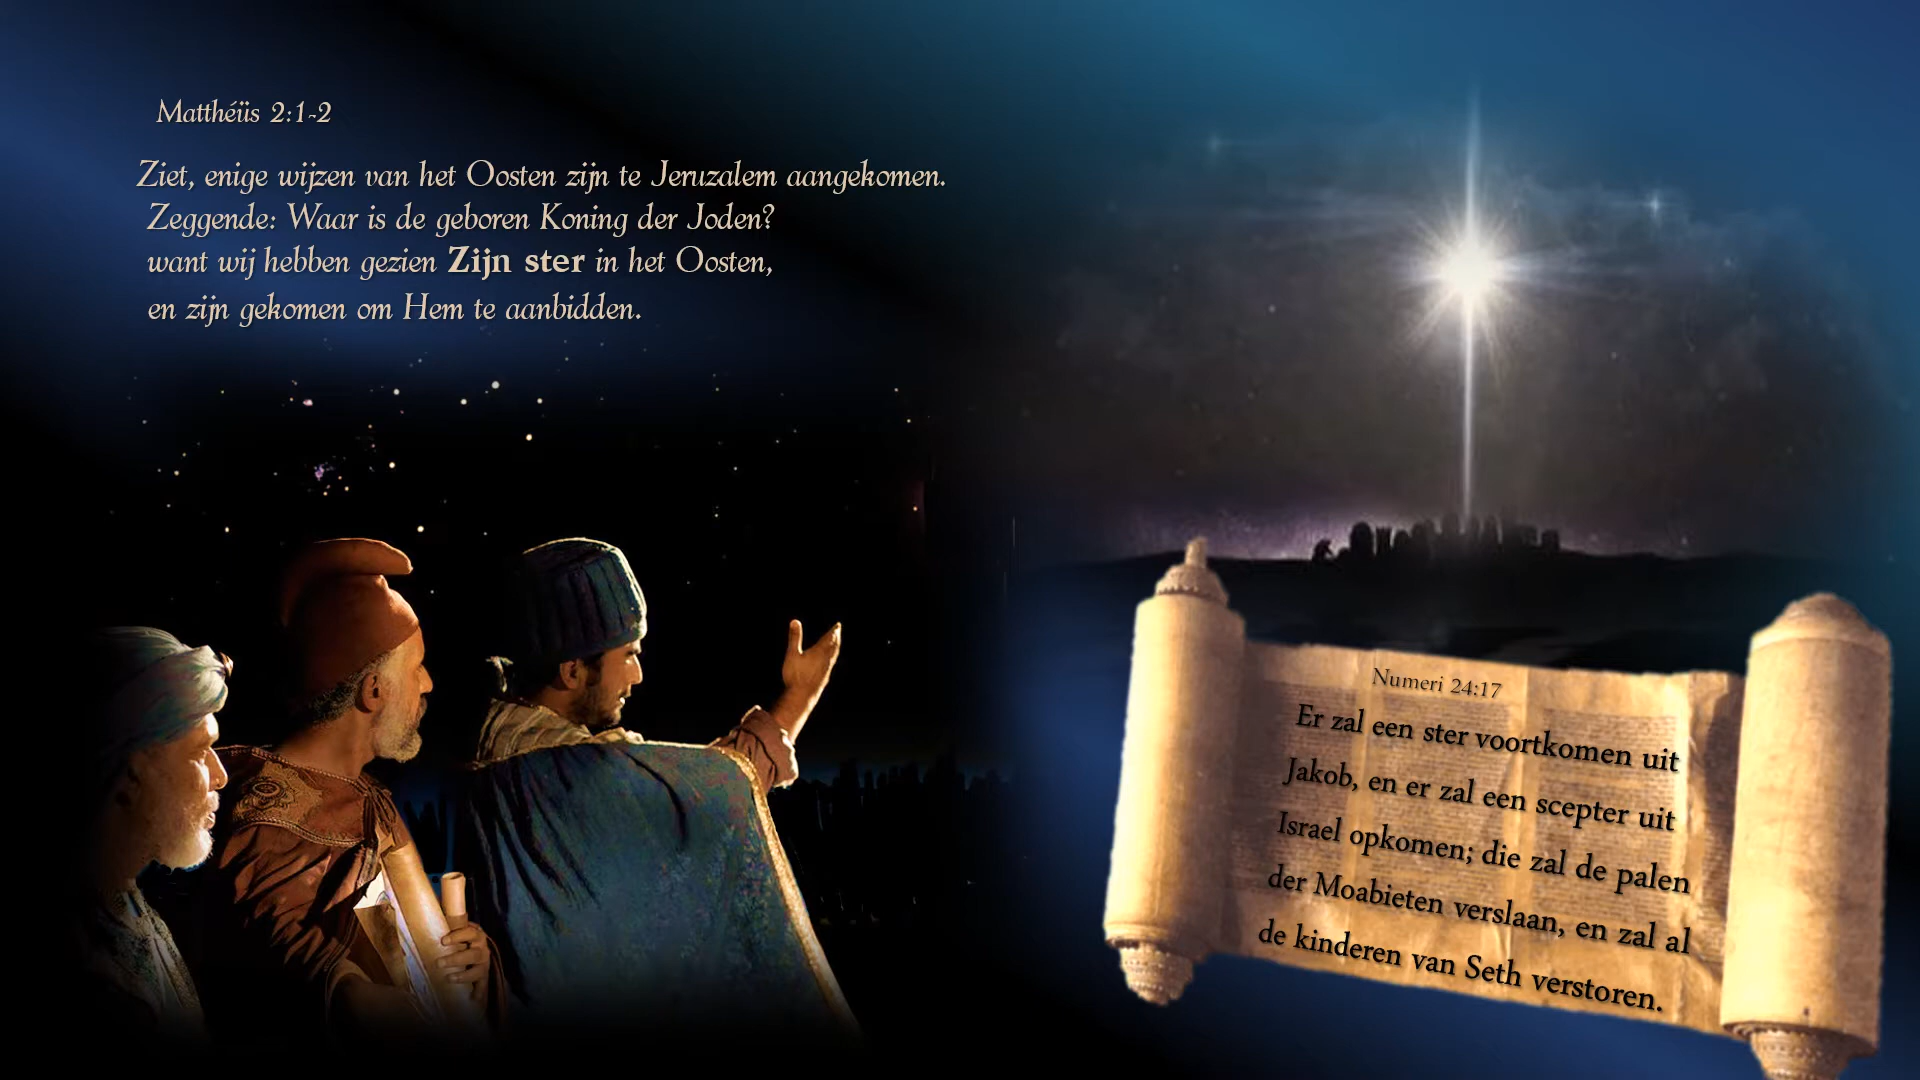 Matthéüs 2:1-2
Ziet, enige wijzen van het Oosten zijn te Jeruzalem aangekomen.
Zeggende: Waar is de geboren Koning der Joden?
want wij hebben gezien Zijn ster in het Oosten,
en zijn gekomen om Hem te aanbidden.
Numeri 24:17
Er zal een ster voortkomen uit
Jakob, en er zal een scepter uit
Israel opkomen; die zal de palen
der Moabieten verslaan, en zal al
de kinderen van Seth verstoren.